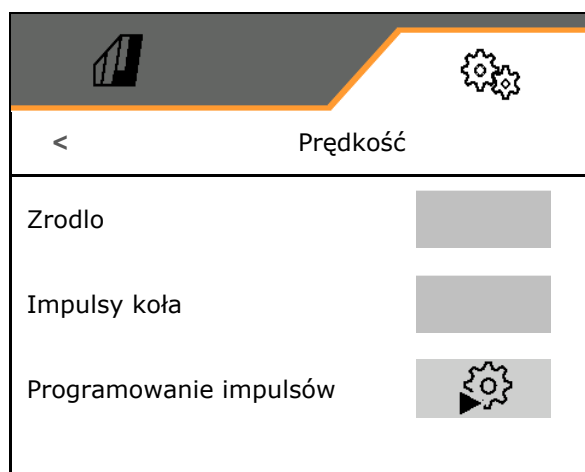 < Prędkość
Zrodlo
Impulsy koła
Programowanie impulsów